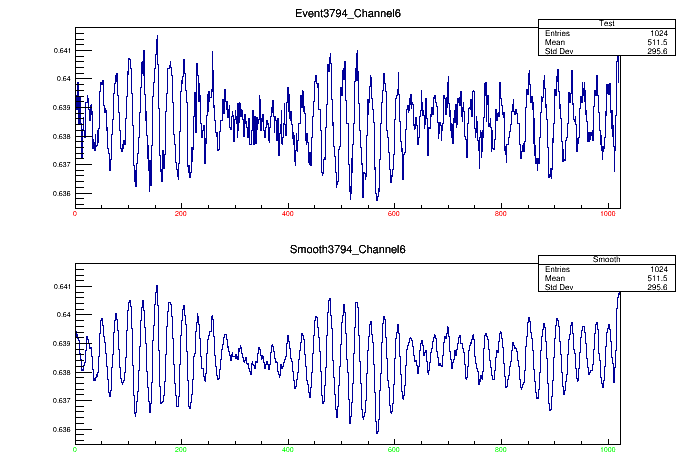 Event3794_Channel6
Test
Entries 1024
Mean 511.5
Std Dev 295.6
0.641
0.64
0.639
0.638
0.637
0.636
0 200 400 600 800 1000
Smooth3794_Channel6
Smooth
Entries 1024
Mean 511.5
Std Dev 295.6
0.641
0.64
0.639
0.638
0.637
0.636
0 200 400 600 800 1000